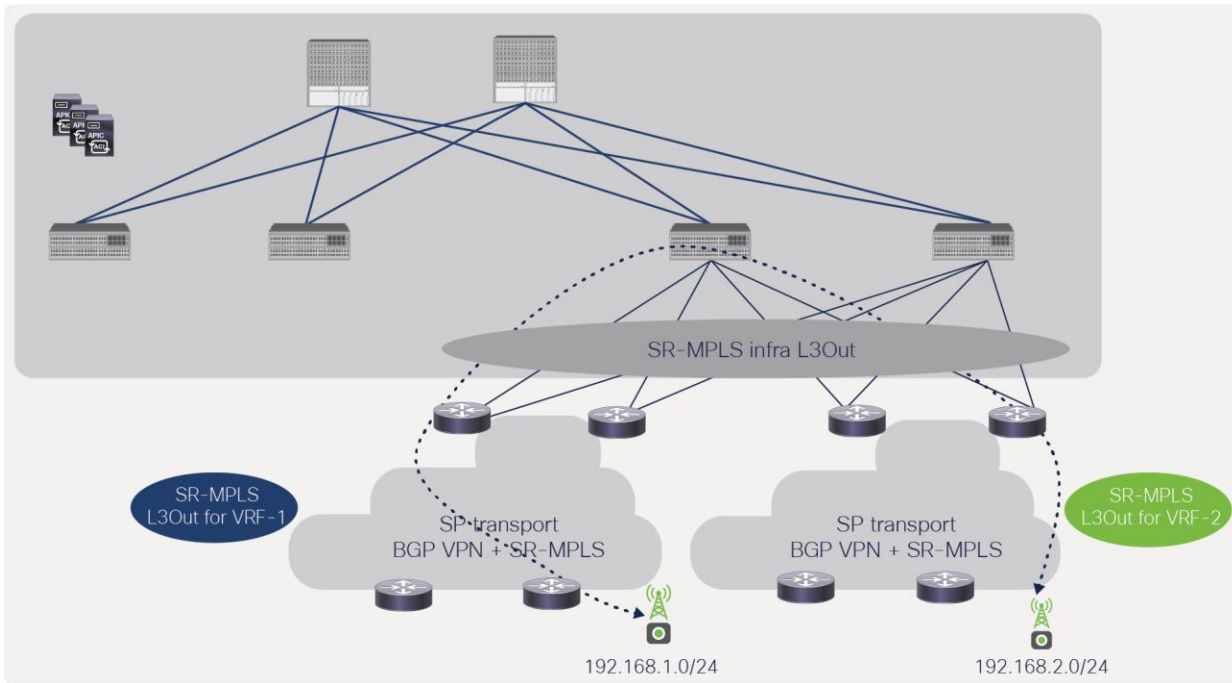 APIC
ACI
SR-MPLS infra L3Out
SR-MPLS
L3Out for VRF-1
SP transport
BGP VPN + SR-MPLS
SP transport
BGP VPN + SR-MPLS
SR-MPLS
L3Out for VRF-2
192.168.1.0/24
192.168.2.0/24